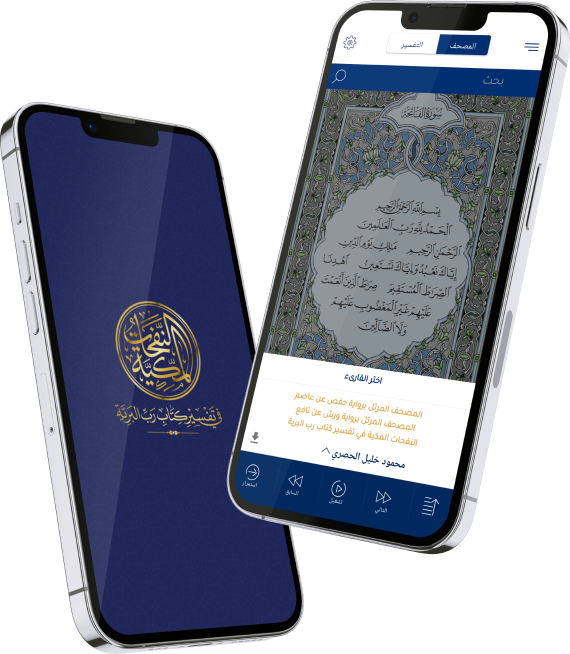 النفحات
المكية
في تفسير كتاب رب البرية
المصحف
التفسير
بحث
سورة الفاتحة
بسم الله الرحمن الرحيم
الحمد لله رب العالمين
الرحمن الرحيم ملك يوم الدين
إياك نعبد وإياك نستعين اهدنا
الصراط المستقيم صراط الذين أنعمت
عليهم غير المغضوب عليهم
ولا الضالين
اختر القارىء
المصحف المرتل برواية حفص عن عاصم
المصحف المرتل برواية ورش عن نافع
النفحات المكية في تفسير كتاب رب البرية
محمود خليل الحصري
التالي
تشغيل
السابق
استمرار